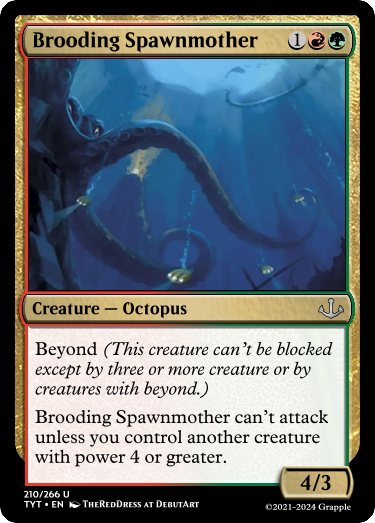 Brooding Spawnmother 1
Creature — Octopus
Beyond (This creature can't be blocked
except by three or more creature or by
creatures with beyond.)
Brooding Spawnmother can't attack
unless you control another creature
with power 4 or greater.
4/3
210/266 U
TYT • EN TheRedDress at DebutArt
©2021-2024 Grapple